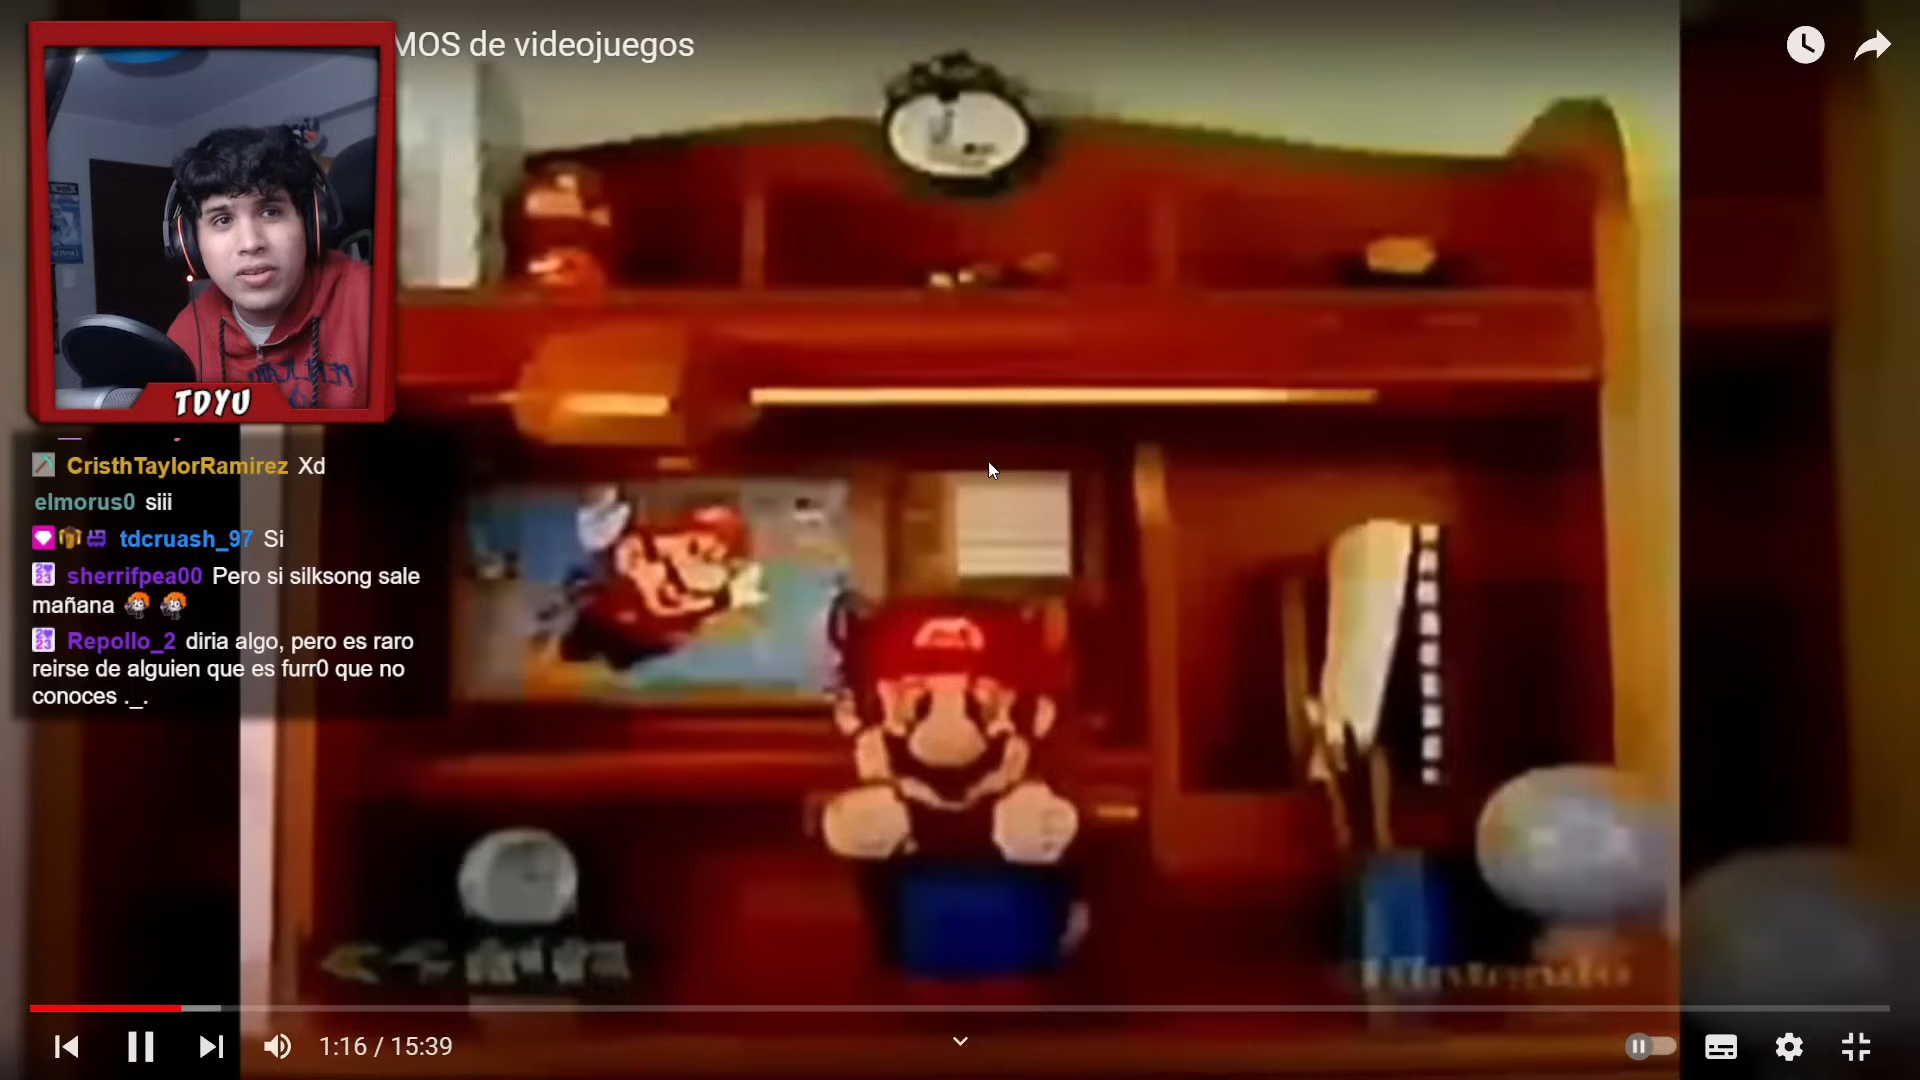 MOS de videojuegos
TDYU
CristhTaylorRamirez Xd
elmorus0 siii
tdcruash_97 Si
sherrifpea00 Pero si silksong sale
mañana
Repollo_2 diria algo, pero es raro
reirse de alguien que es furr0 que no
conoces ._.
1:16 / 15:39